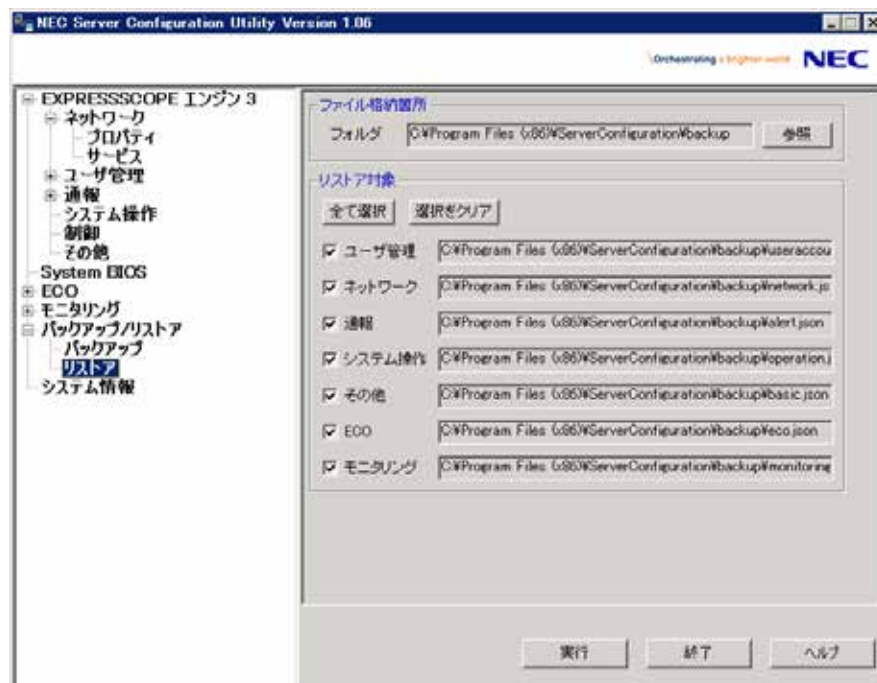 NEC Server Configuration Utility Version 1.06
\Orchestrating a brighter world NEC
EXPRESSSCOPE エンジン 3
ネットワーク
プロパティ
サービス
ユーザ管理
通報
システム操作
制御
その他
System BIOS
ECO
モニタリング
バックアップ/リストア
バックアップ
リストア
システム情報
ファイル格納箇所
フォルダ C:¥Program Files (x86)¥ServerConfiguration¥backup 参照
リストア対象
全て選択 選択をクリア
ユーザ管理 C:¥Program Files (x86)¥ServerConfiguration¥backup¥useraccou
ネットワーク C:¥Program Files (x86)¥ServerConfiguration¥backup¥network.js
通報 C:¥Program Files (x86)¥ServerConfiguration¥backup¥alert.json
システム操作 C:¥Program Files (x86)¥ServerConfiguration¥backup¥operation.j
その他 C:¥Program Files (x86)¥ServerConfiguration¥backup¥basic.json
ECO C:¥Program Files (x86)¥ServerConfiguration¥backup¥eco.json
モニタリング C:¥Program Files (x86)¥ServerConfiguration¥backup¥monitoring
実行 終了 ヘルプ